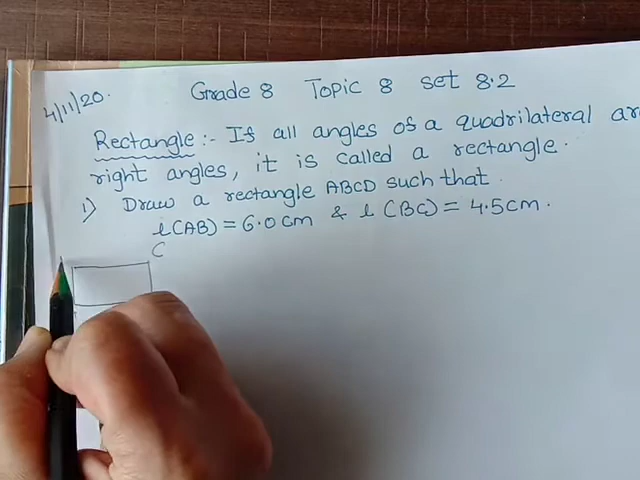 4/11/20.
Grade 8 Topic 8 set 8.2
Rectangle :- If all angles of a quadrilateral are
right angles, it is called a rectangle.
1) Draw a rectangle ABCD such that
l(AB) = 6.0 cm & l(BC) = 4.5 cm.
C